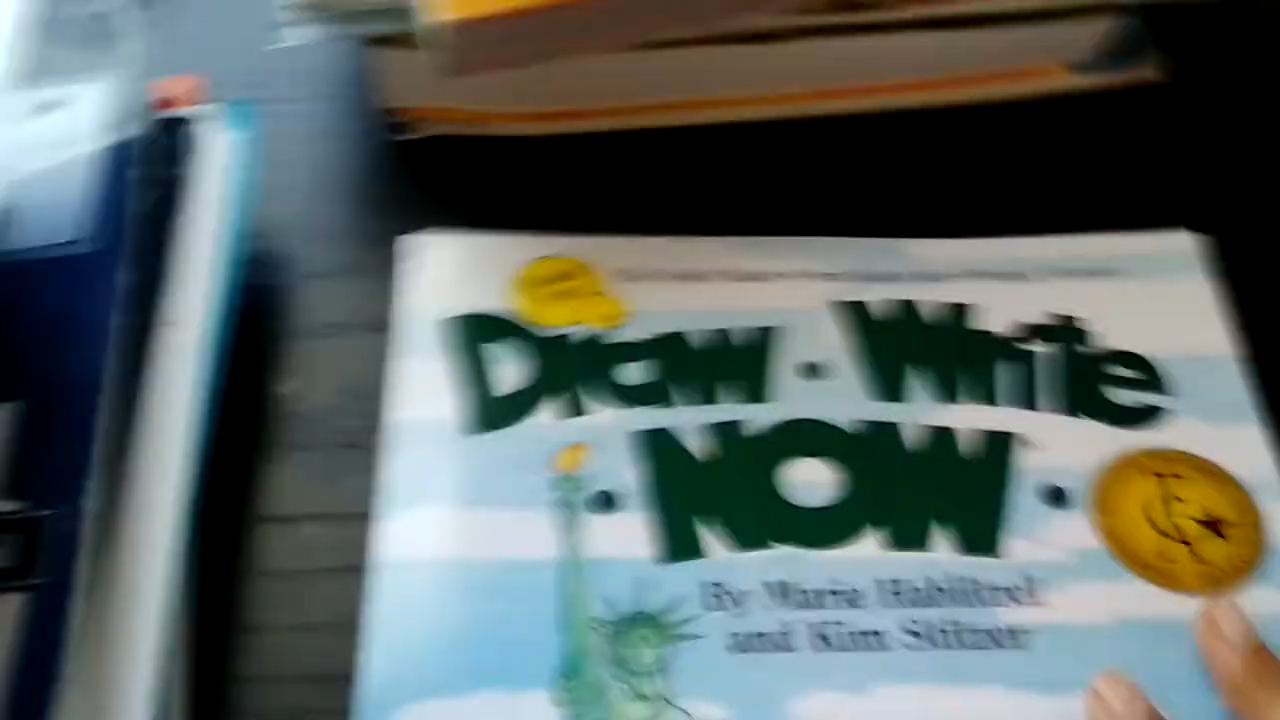 Draw • Write
• NOW •
By Marie Hablitzel
and Kim Stitzer